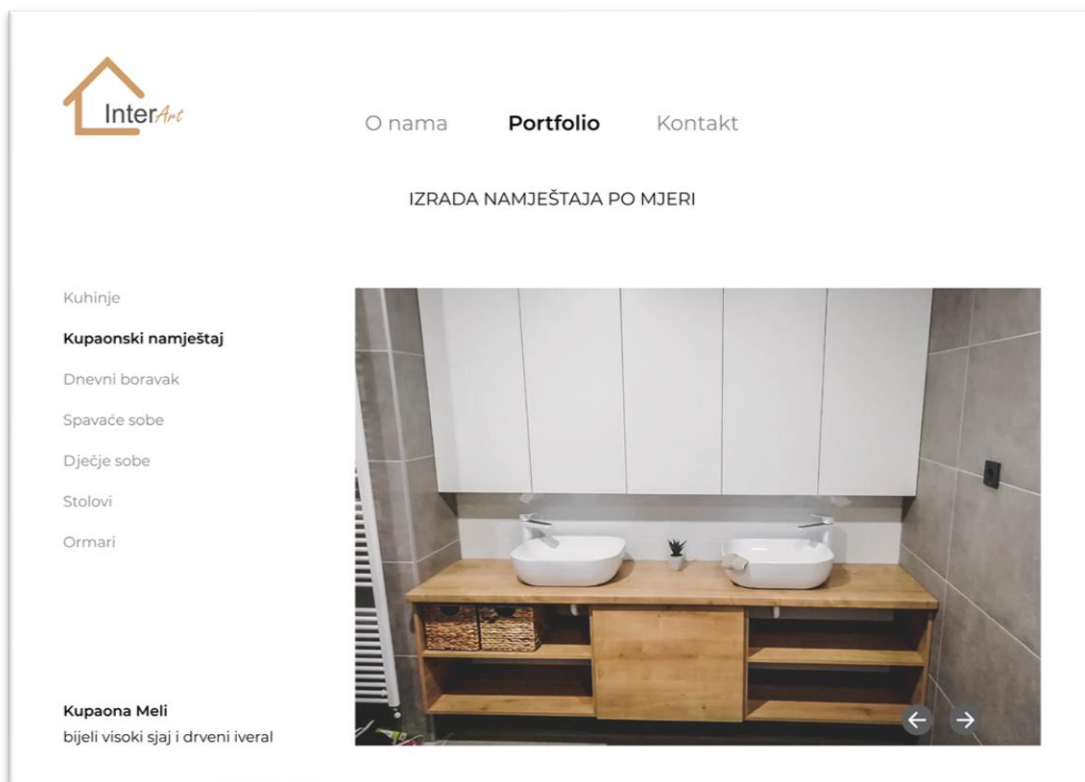 InterArt
O nama Portfolio Kontakt
IZRADA NAMJEŠTAJA PO MJERI
Kuhinje
Kupaonski namještaj
Dnevni boravak
Spavaće sobe
Dječje sobe
Stolovi
Ormari
Kupaona Meli
bijeli visoki sjaj i drveni iveral